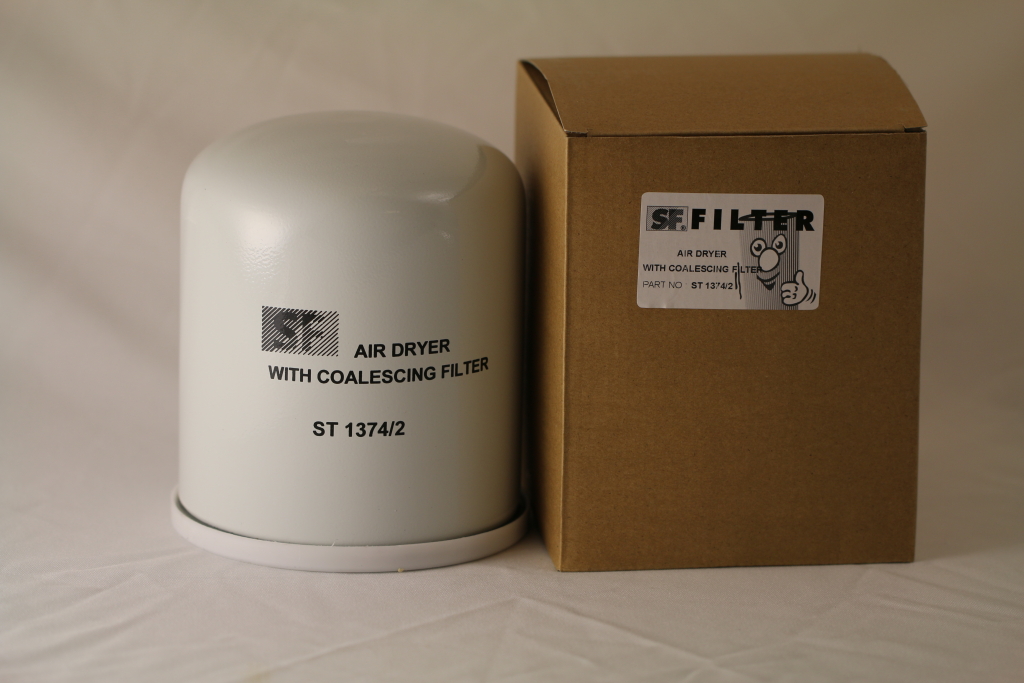 SF
AIR DRYER
WITH COALESCING FILTER
ST 1374/2
SF® FILTER
AIR DRYER
WITH COALESCING FILTER
PART NO ST 1374/2